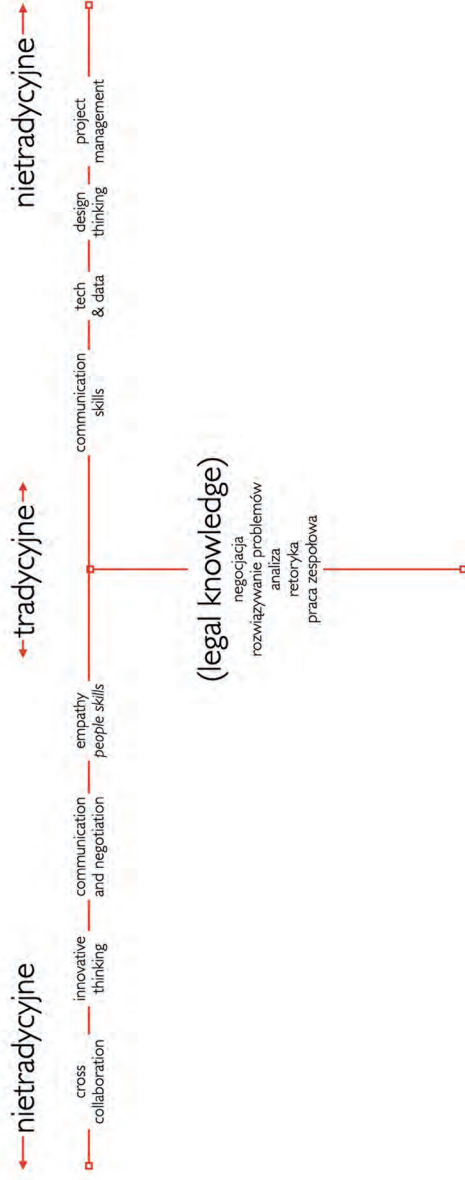 nietradycyjne
tradycyjne
nietradycyjne
cross
collaboration
innovative
thinking
communication
and negotiation
empathy
people skills
communication
skills
tech
& data
design
thinking
project
management
(legal knowledge)
negocjacja
rozwiązywanie problemów
analiza
retoryka
praca zespołowa